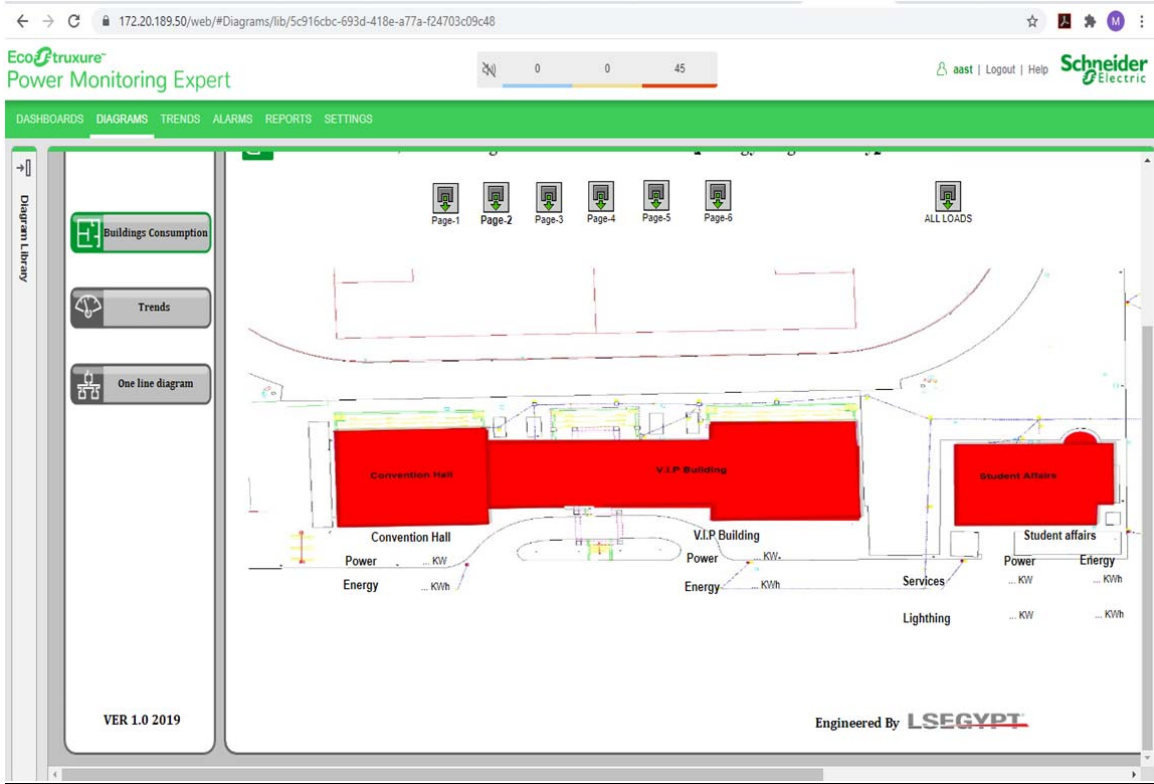 172.20.189.50/web/#Diagrams/lib/5c916cbc-693d-418e-a77a-f24703c09c48
M
EcoStruxure™
Power Monitoring Expert
0 0 45
aast | Logout | Help
Schneider
Electric
DASHBOARDS DIAGRAMS TRENDS ALARMS REPORTS SETTINGS
Diagram Library
Page-1 Page-2 Page-3 Page-4 Page-5 Page-6 ALL LOADS
Buildings Consumption
Trends
One line diagram
Convention Hall
V.I.P Building
Student Affairs
Convention Hall
Power ... KW
Energy ... KWh
V.I.P Building
Power ... KW
Energy ... KWh
Student affairs
Power Energy
Services ... KW ... KWh
Lighthing ... KW ... KWh
VER 1.0 2019
Engineered By LSEGYPT